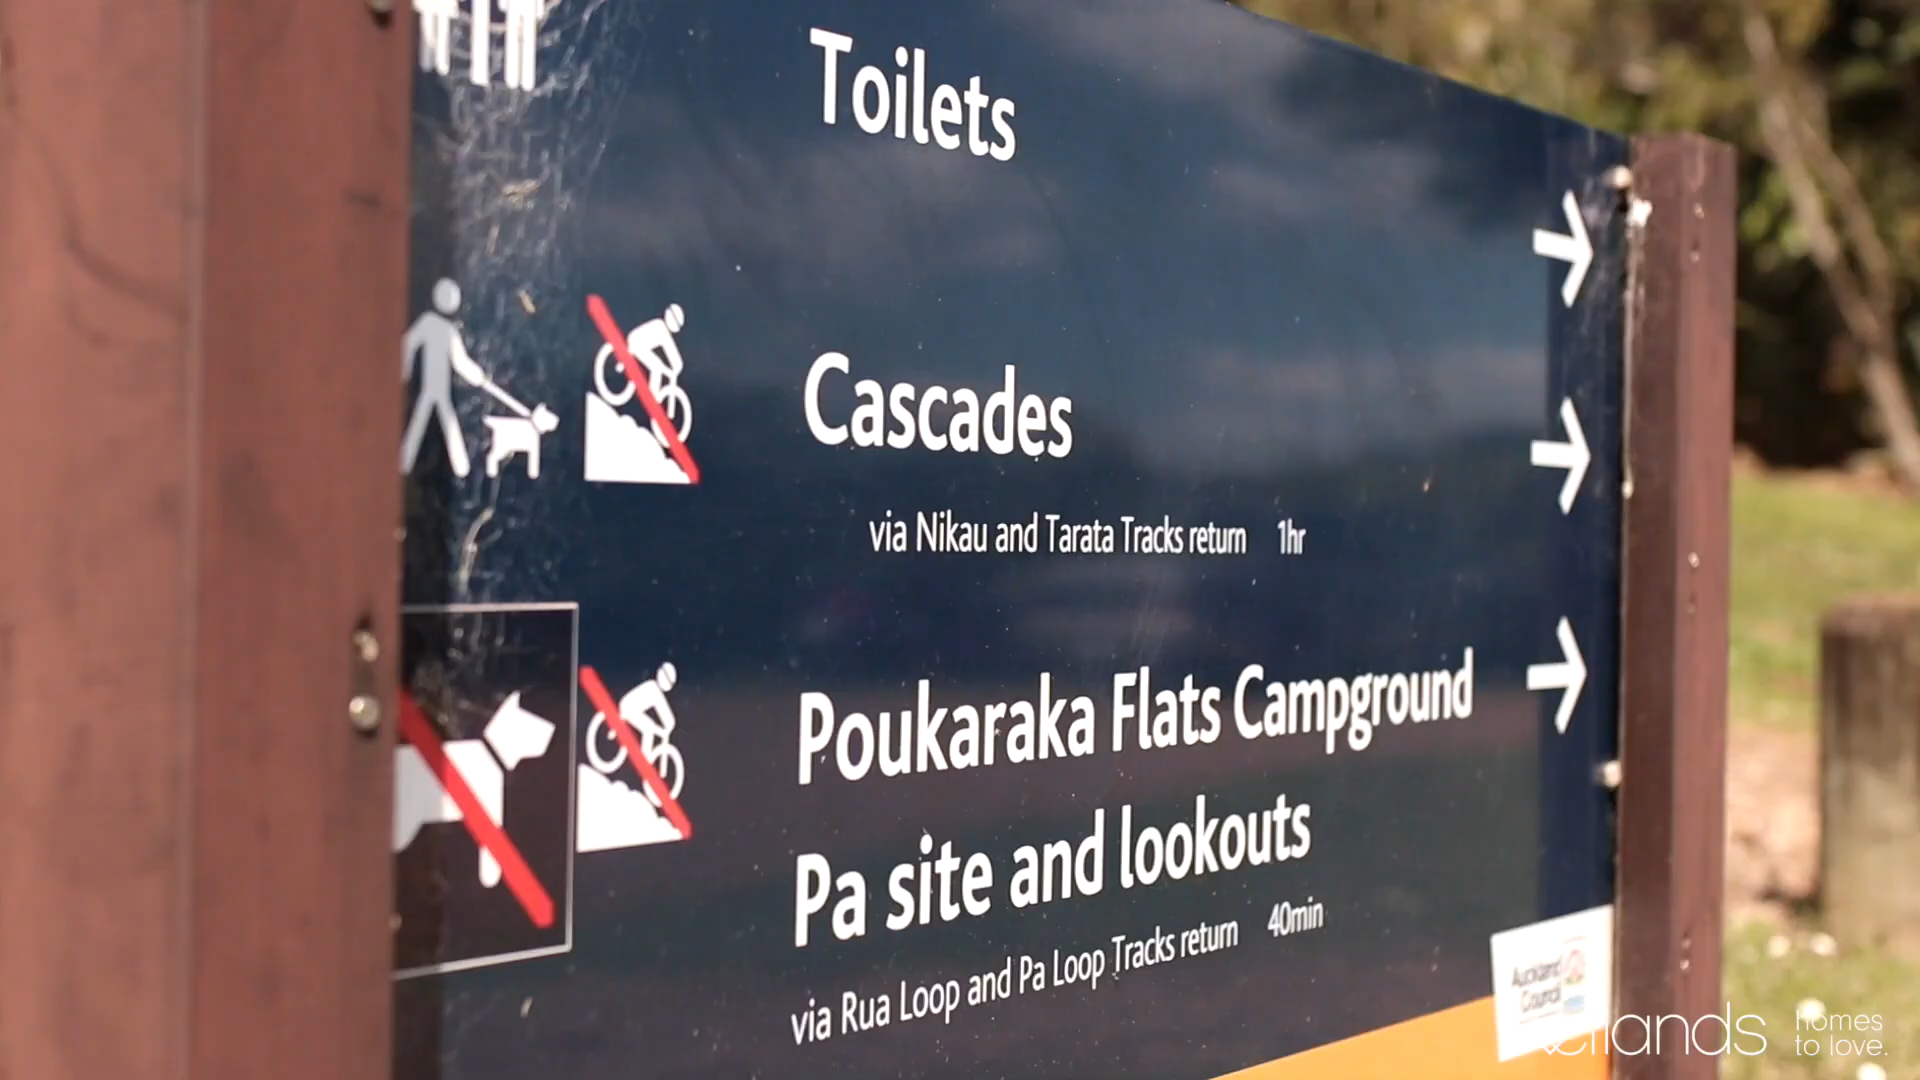 Toilets
Cascades
via Nikau and Tarata Tracks return 1hr
Poukaraka Flats Campground
Pa site and lookouts
via Rua Loop and Pa Loop Tracks return 40min
Auckland
Council
homes
to love.